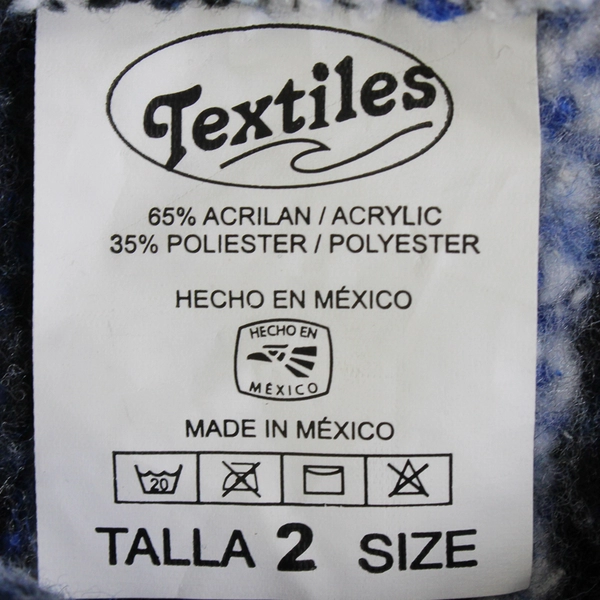 Textiles
65% ACRILAN / ACRYLIC
35% POLIESTER / POLYESTER
HECHO EN MÉXICO
HECHO EN
MÉXICO
MADE IN MÉXICO
20
TALLA 2 SIZE